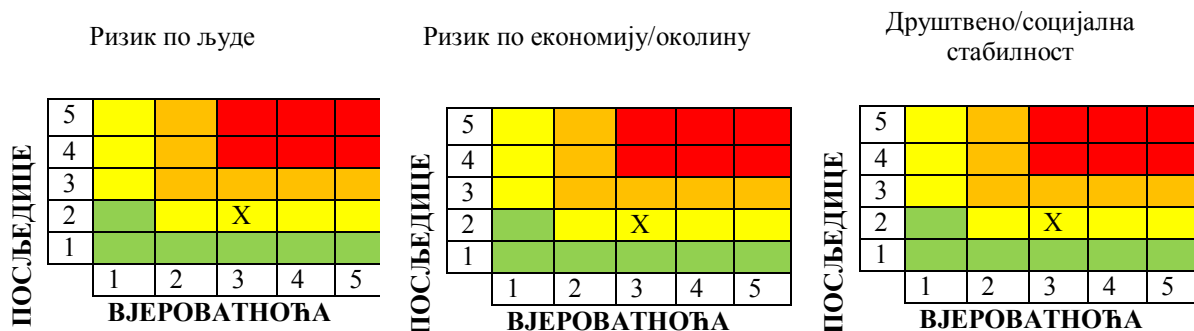 Ризик по људе
ПОСЉЕДИЦЕ
5
4
3
2 X
1
1 2 3 4 5
ВЈЕРОВАТНОЋА
Ризик по економију/околину
ПОСЉЕДИЦЕ
5
4
3
2 X
1
1 2 3 4 5
ВЈЕРОВАТНОЋА
Друштвено/социјална
стабилност
ПОСЉЕДИЦЕ
5
4
3
2 X
1
1 2 3 4 5
ВЈЕРОВАТНОЋА